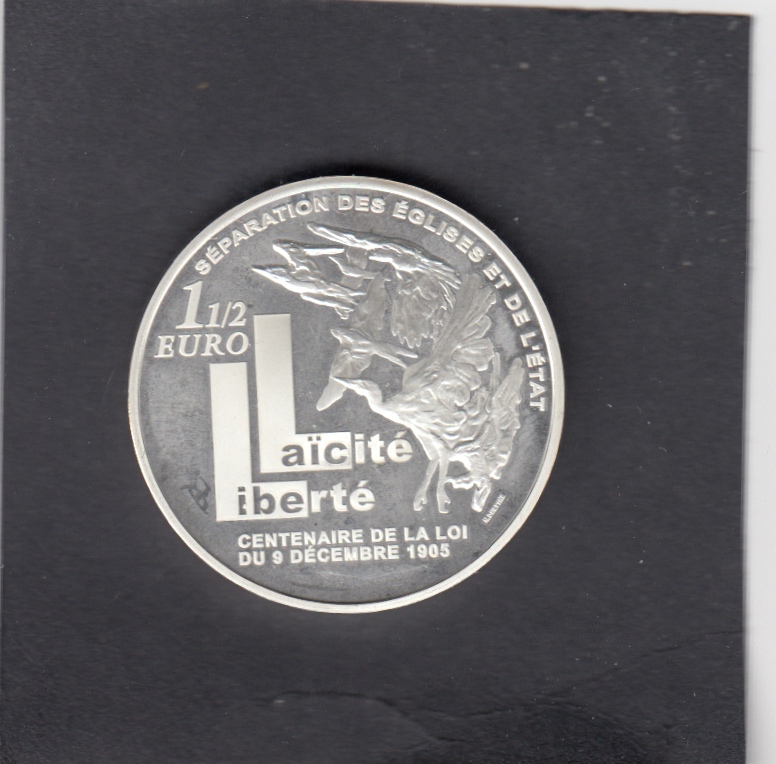 SÉPARATION DES ÉGLISES ET DE L'ÉTAT
1 1/2
EURO
Laïcité
Liberté
CENTENAIRE DE LA LOI
DU 9 DÉCEMBRE 1905